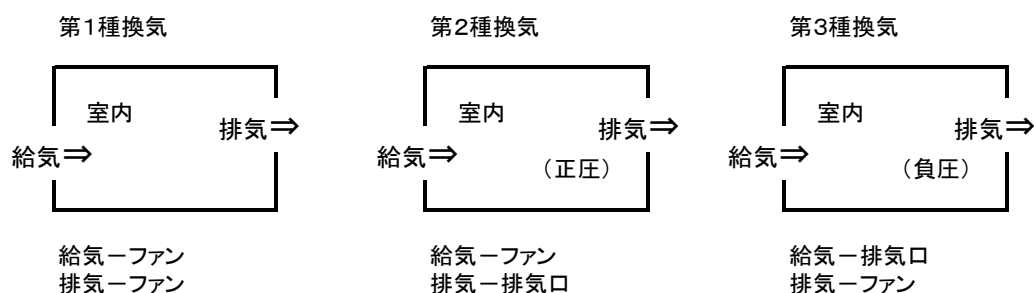 第1種換気
室内
排気⇒
給気⇒
給気－ファン
排気－ファン
第2種換気
室内
排気⇒
給気⇒
（正圧）
給気－ファン
排気－排気口
第3種換気
室内
排気⇒
給気⇒
（負圧）
給気－排気口
排気－ファン